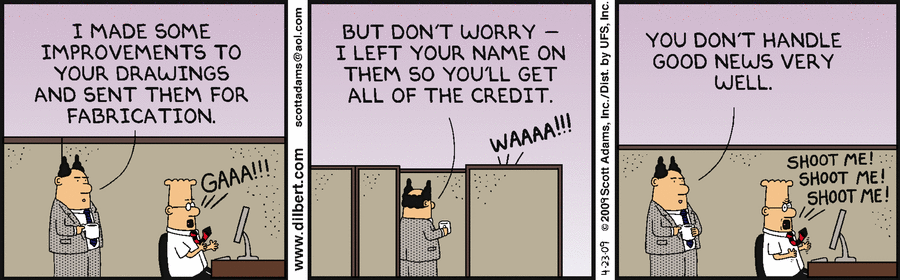 I MADE SOME
IMPROVEMENTS TO
YOUR DRAWINGS
AND SENT THEM FOR
FABRICATION.
GAAA!!!
www.dilbert.com
scottadams@aol.com
BUT DON'T WORRY –
I LEFT YOUR NAME ON
THEM SO YOU'LL GET
ALL OF THE CREDIT.
WAAAA!!!
4-23-09 © 2009 Scott Adams, Inc./Dist. by UFS, Inc.
YOU DON'T HANDLE
GOOD NEWS VERY
WELL.
SHOOT ME!
SHOOT ME!
SHOOT ME!